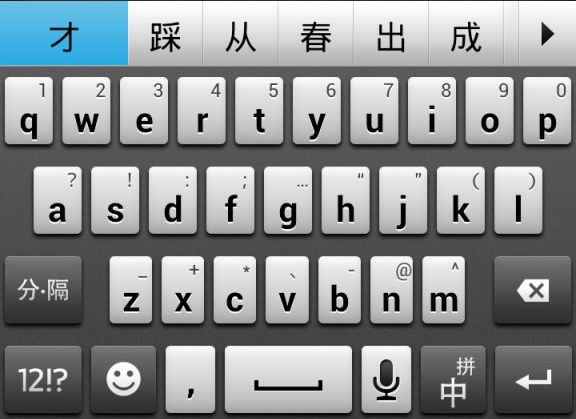 才 踩 从 春 出 成
1 2 3 4 5 6 7 8 9 0
q w e r t y u i o p
? ! : ; ... “ ” ( )
a s d f g h j k l
_ + * 、 - @ ^
分·隔 z x c v b n m
12!? , 中 拼